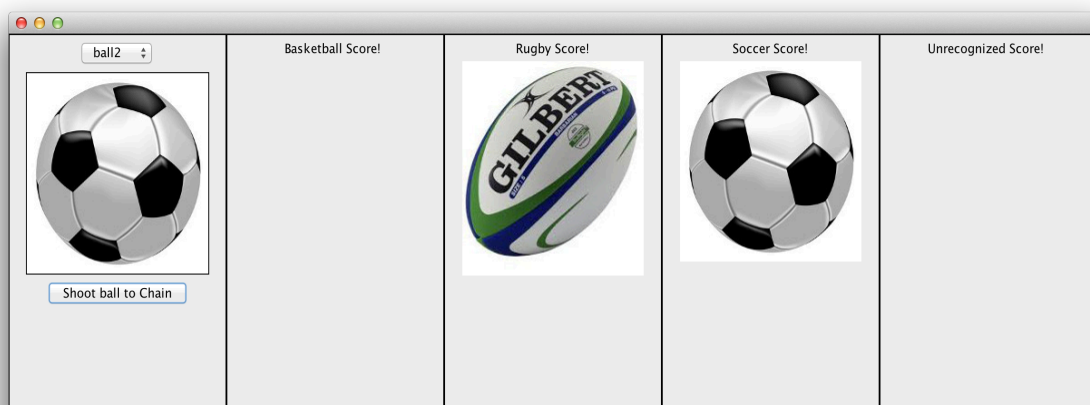 ball2
Shoot ball to Chain
Basketball Score!
Rugby Score!
GILBERT
Soccer Score!
Unrecognized Score!